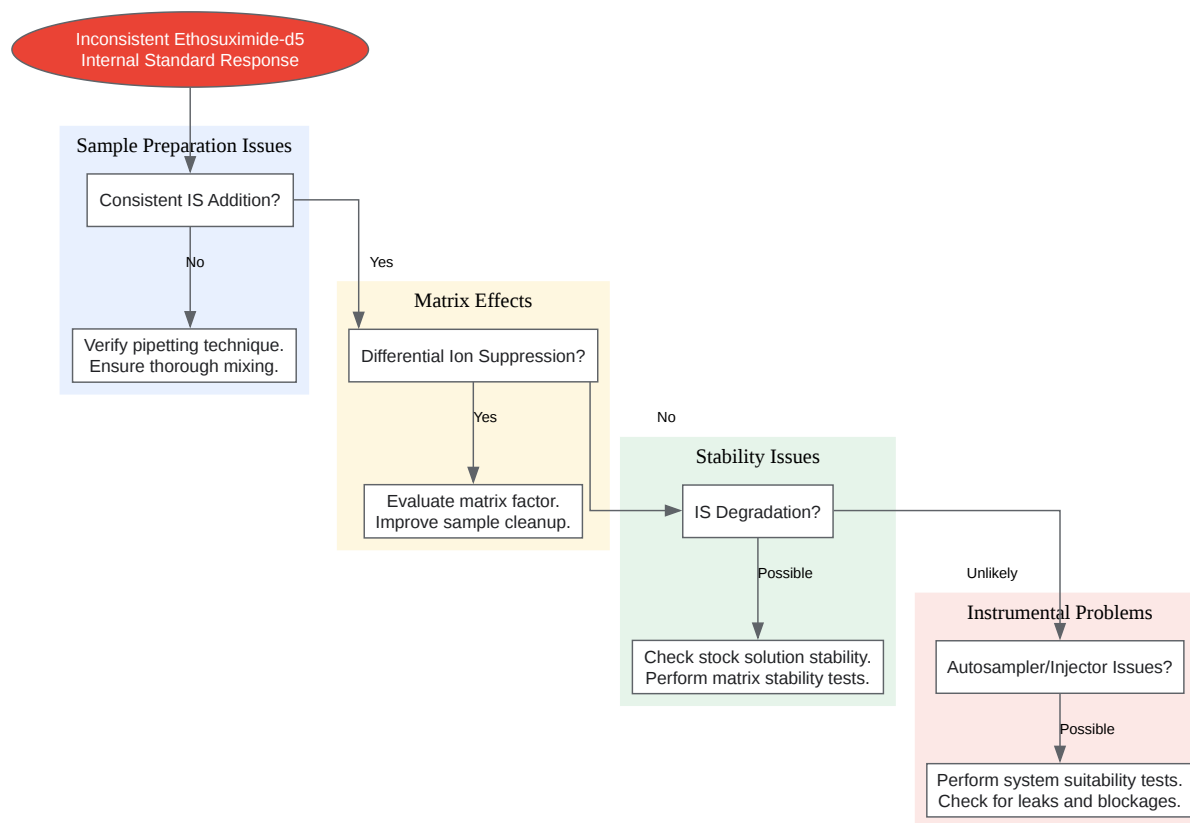 Inconsistent Ethosuximide-d5
Internal Standard Response
Sample Preparation Issues
Consistent IS Addition?
No
Yes
Verify pipetting technique.
Ensure thorough mixing.
Matrix Effects
Differential Ion Suppression?
Yes
No
Evaluate matrix factor.
Improve sample cleanup.
Stability Issues
IS Degradation?
Possible
Unlikely
Check stock solution stability.
Perform matrix stability tests.
Instrumental Problems
Autosampler/Injector Issues?
Possible
Perform system suitability tests.
Check for leaks and blockages.